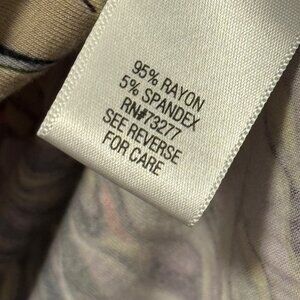 95% RAYON
5% SPANDEX
RN#73277
SEE REVERSE
FOR CARE